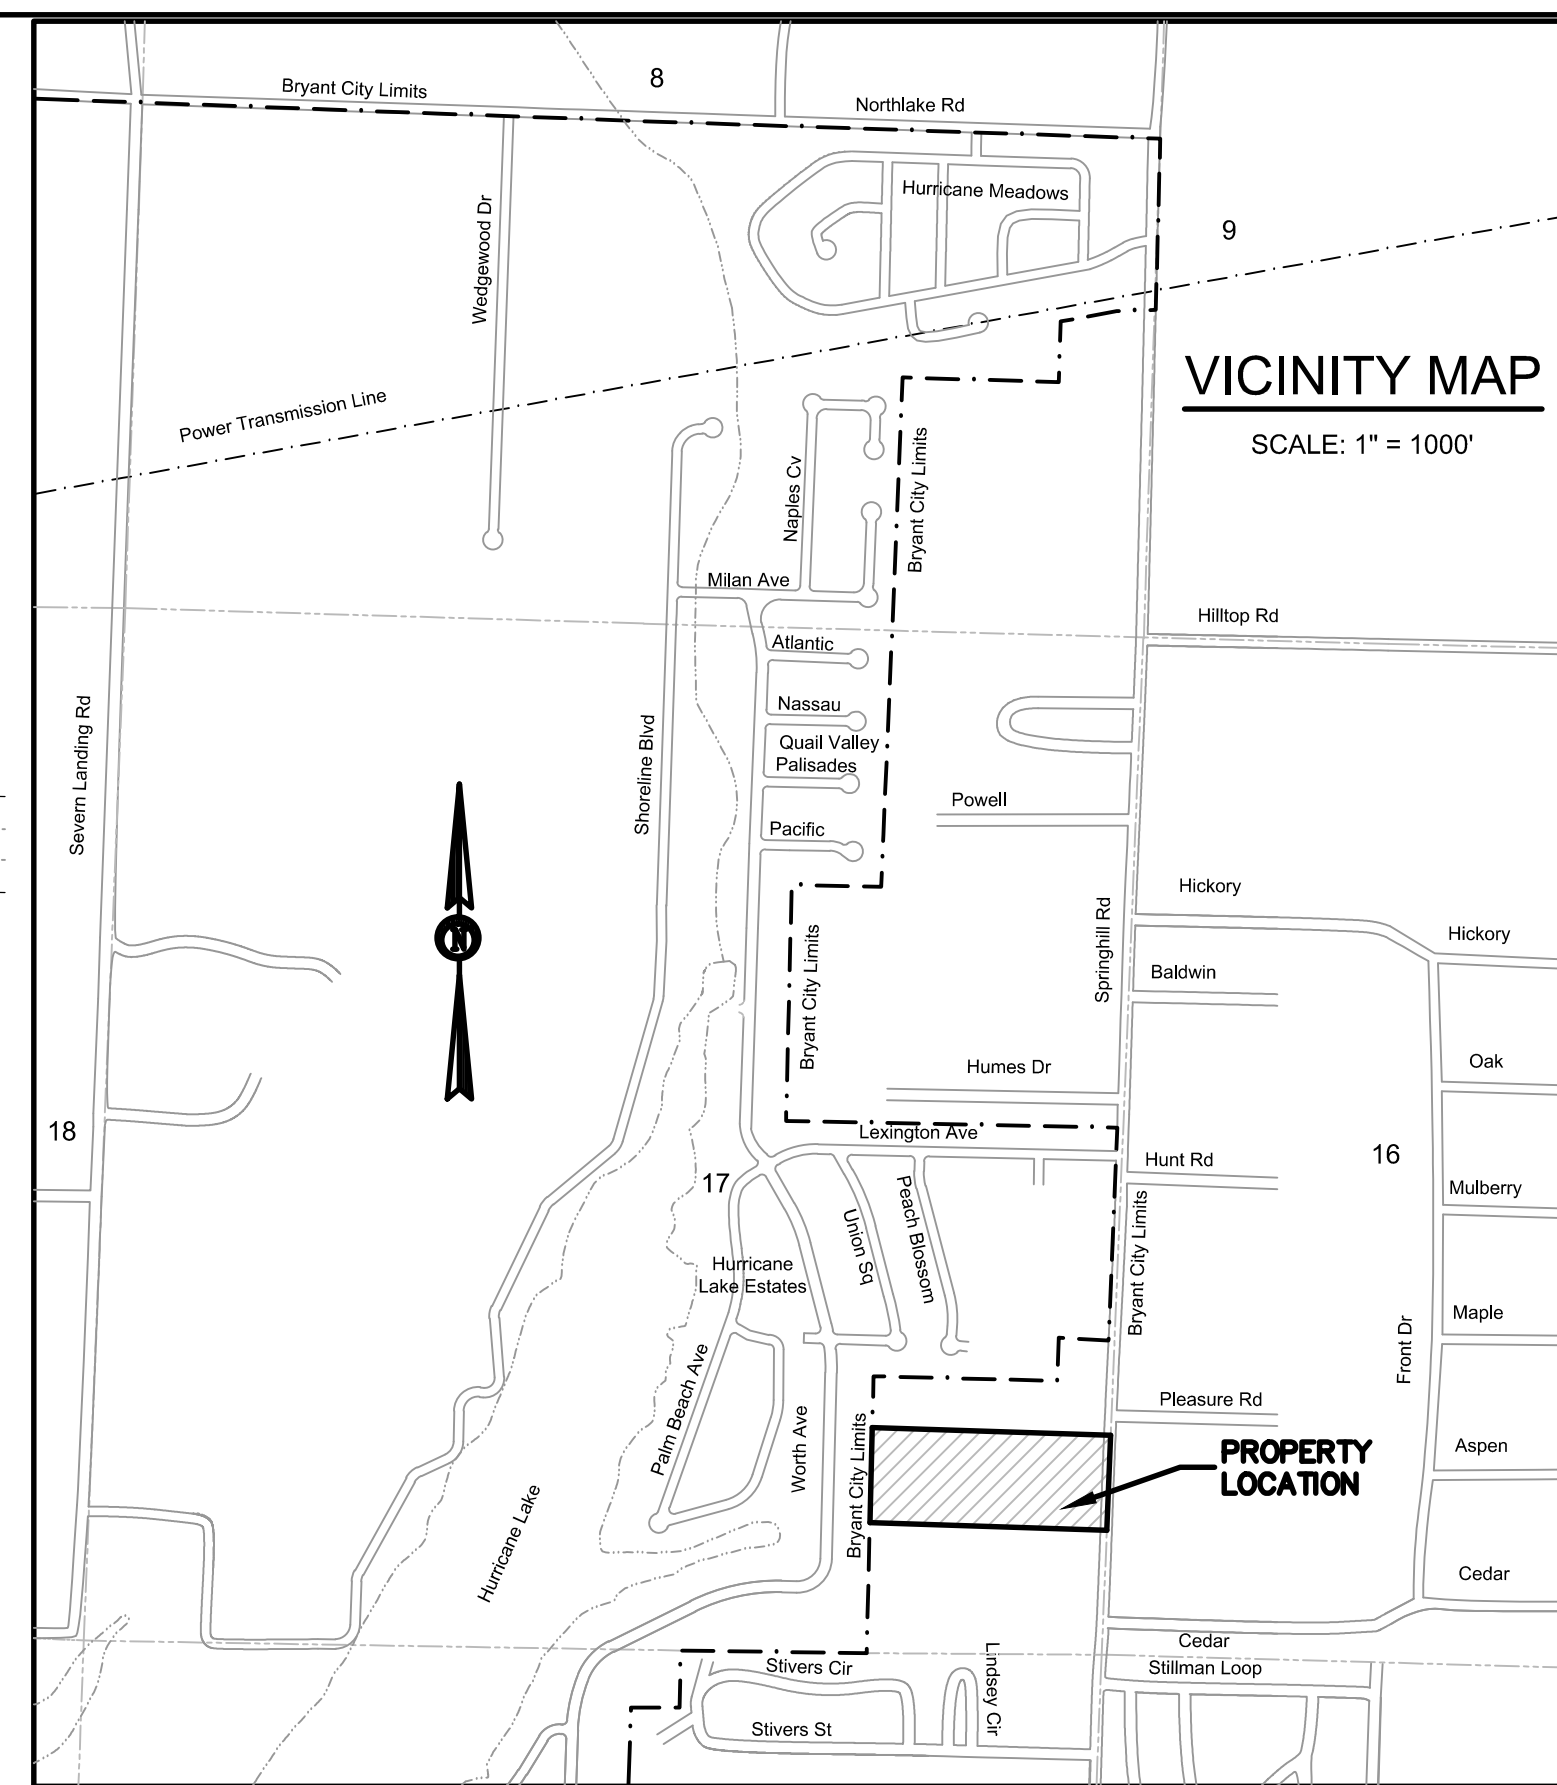 8
Bryant City Limits
Northlake Rd
Hurricane Meadows
Wedgewood Dr
9
VICINITY MAP
SCALE: 1" = 1000'
Power Transmission Line
Naples Cv
Bryant City Limits
Milan Ave
Hilltop Rd
Atlantic
Severn Landing Rd
Shoreline Blvd
Nassau
Quail Valley
Palisades
Powell
Pacific
Hickory
Hickory
N
Bryant City Limits
Springhill Rd
Baldwin
Humes Dr
Oak
18
Lexington Ave
Hunt Rd
16
17
Mulberry
Union Sq
Peach Blossom
Bryant City Limits
Hurricane
Lake Estates
Maple
Front Dr
Palm Beach Ave
Pleasure Rd
Worth Ave
Bryant City Limits
PROPERTY
LOCATION
Aspen
Hurricane Lake
Cedar
Cedar
Stivers Cir
Lindsey Cir
Stillman Loop
Stivers St